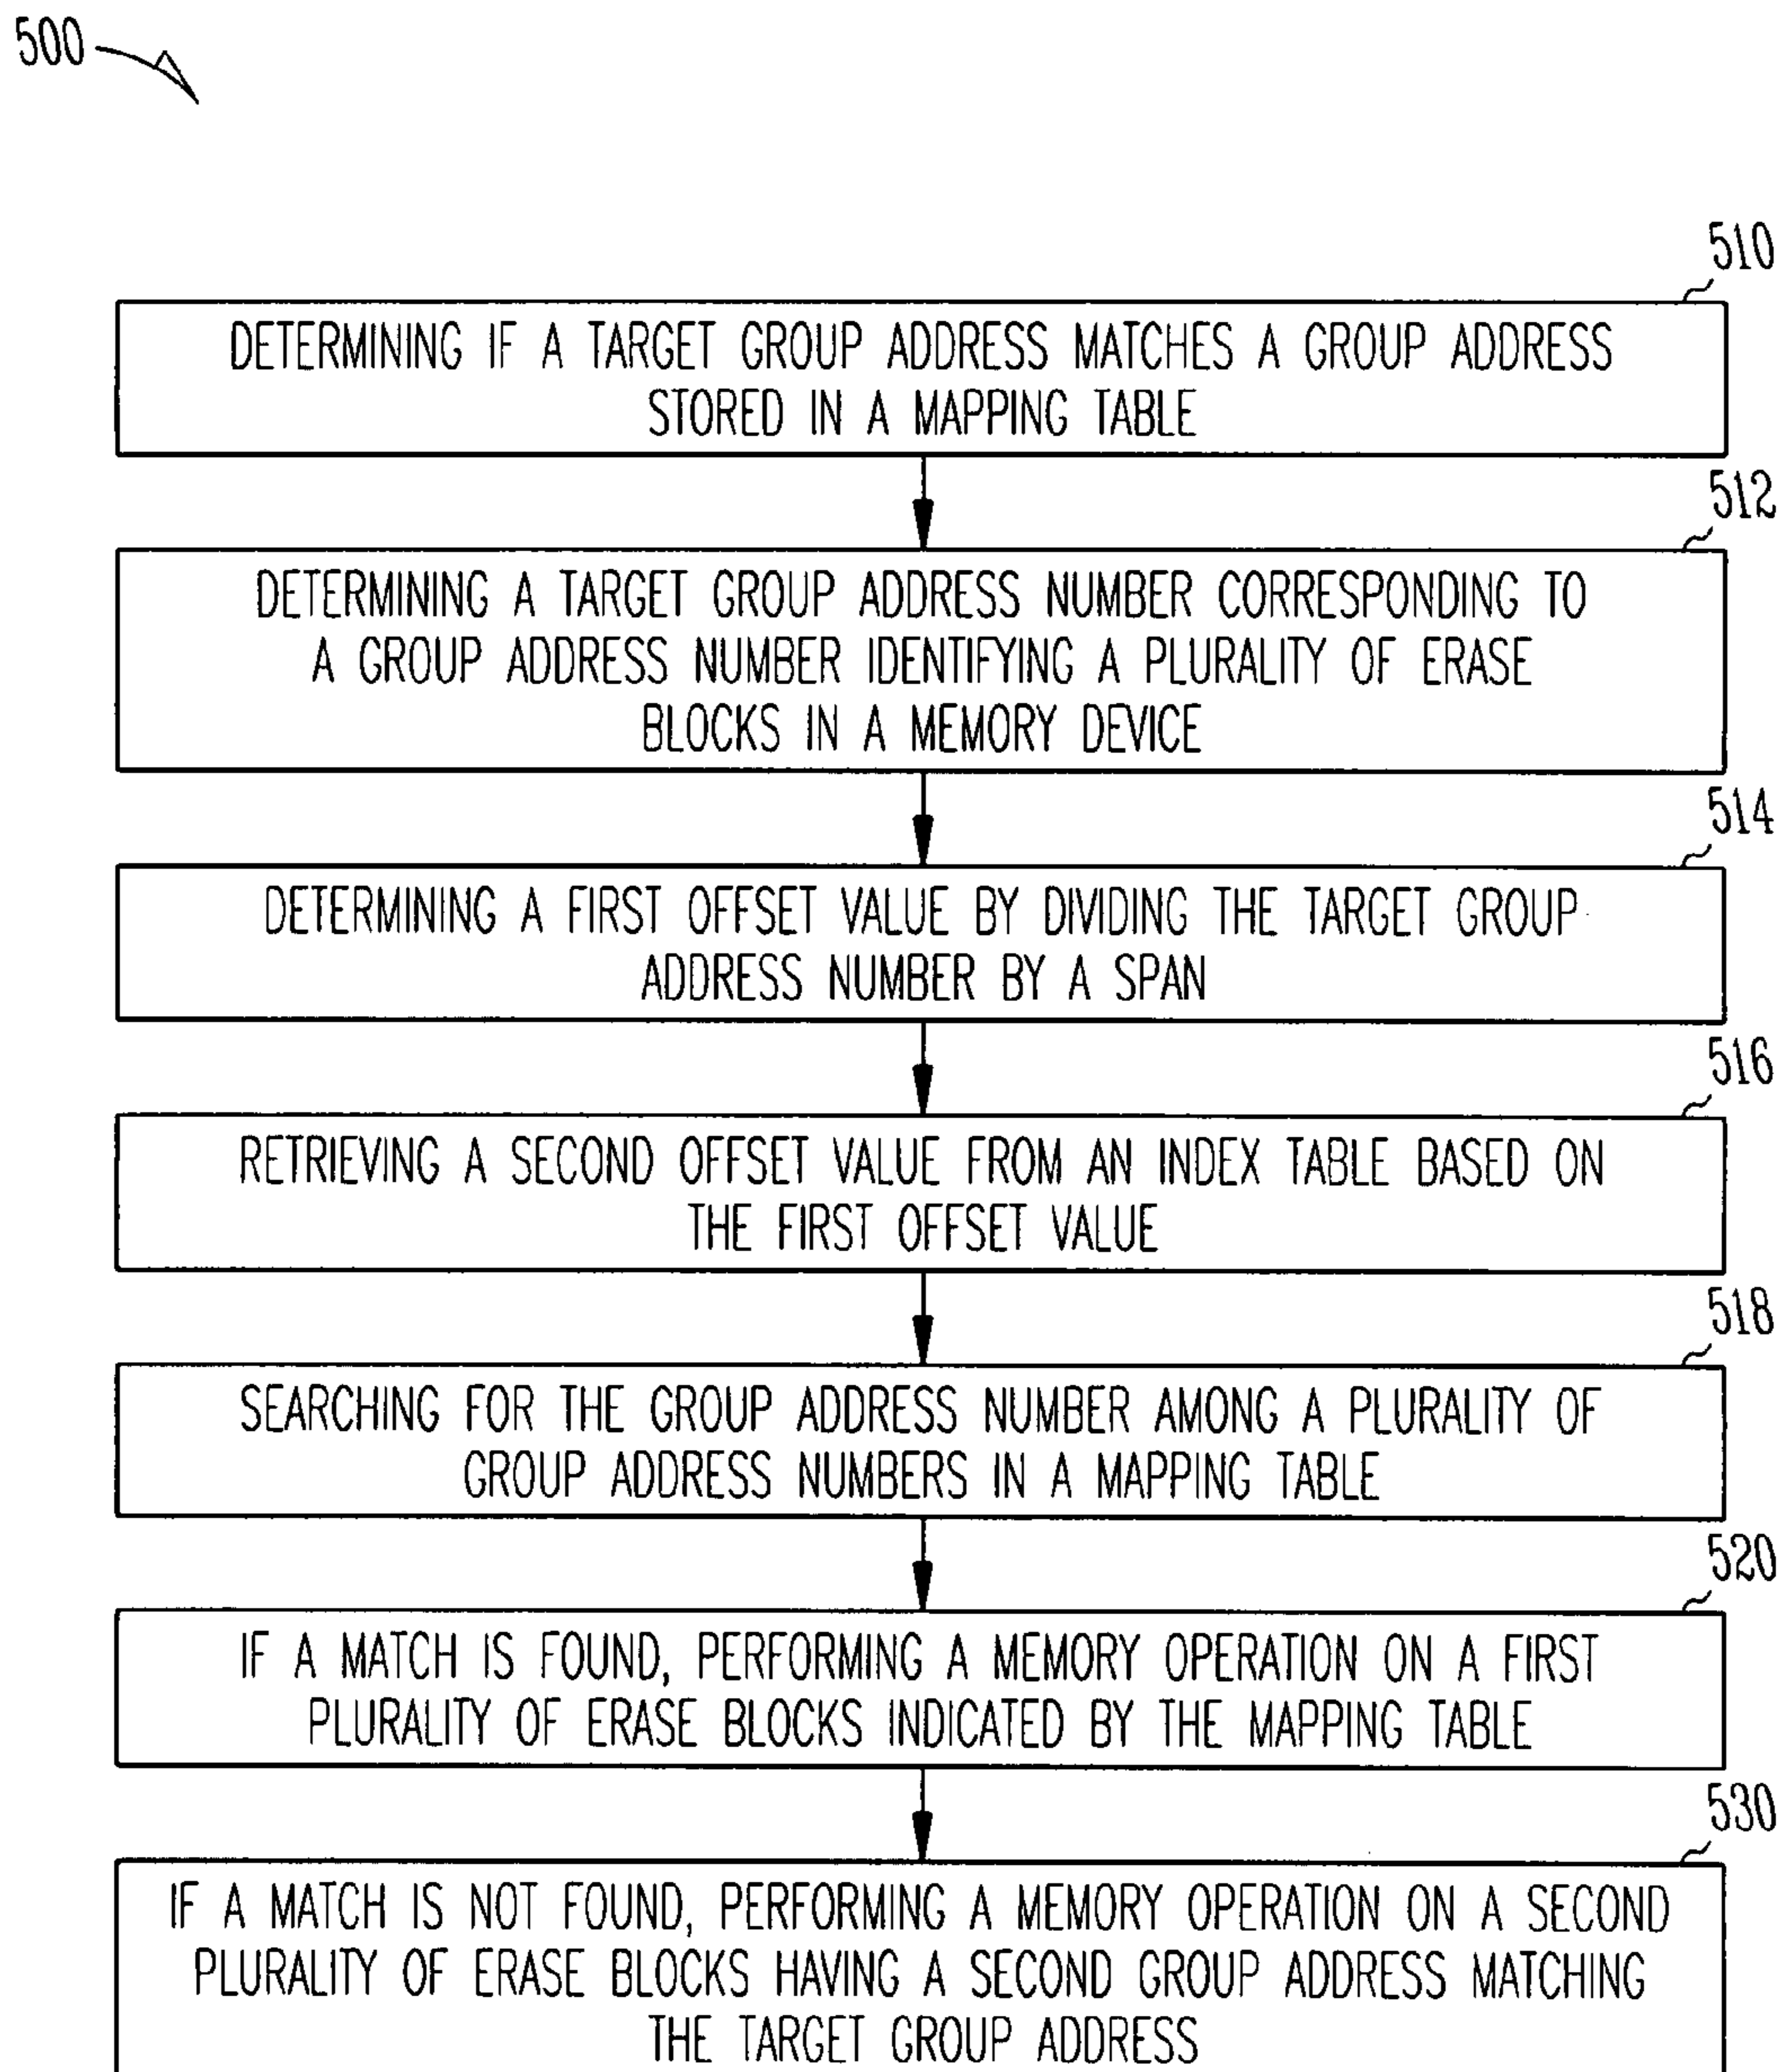 500
510
DETERMINING IF A TARGET GROUP ADDRESS MATCHES A GROUP ADDRESS
STORED IN A MAPPING TABLE
512
DETERMINING A TARGET GROUP ADDRESS NUMBER CORRESPONDING TO
A GROUP ADDRESS NUMBER IDENTIFYING A PLURALITY OF ERASE
BLOCKS IN A MEMORY DEVICE
514
DETERMINING A FIRST OFFSET VALUE BY DIVIDING THE TARGET GROUP
ADDRESS NUMBER BY A SPAN
516
RETRIEVING A SECOND OFFSET VALUE FROM AN INDEX TABLE BASED ON
THE FIRST OFFSET VALUE
518
SEARCHING FOR THE GROUP ADDRESS NUMBER AMONG A PLURALITY OF
GROUP ADDRESS NUMBERS IN A MAPPING TABLE
520
IF A MATCH IS FOUND, PERFORMING A MEMORY OPERATION ON A FIRST
PLURALITY OF ERASE BLOCKS INDICATED BY THE MAPPING TABLE
530
IF A MATCH IS NOT FOUND, PERFORMING A MEMORY OPERATION ON A SECOND
PLURALITY OF ERASE BLOCKS HAVING A SECOND GROUP ADDRESS MATCHING
THE TARGET GROUP ADDRESS